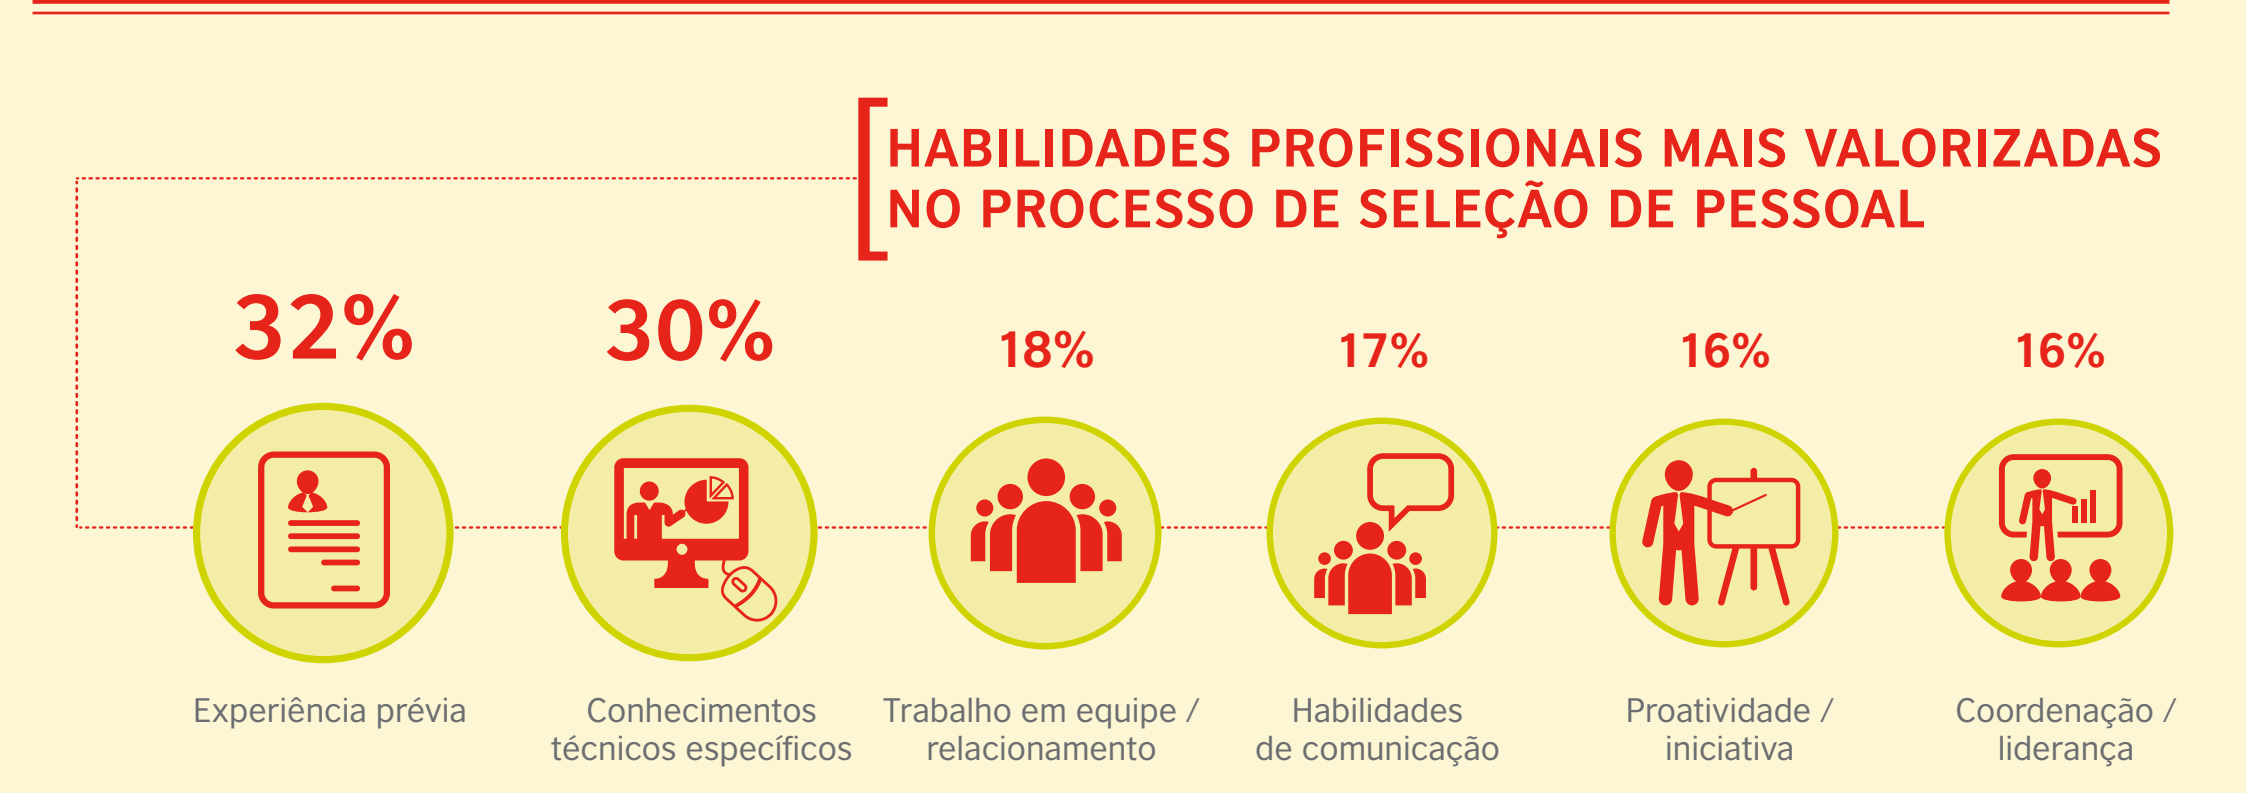 HABILIDADES PROFISSIONAIS MAIS VALORIZADAS
NO PROCESSO DE SELEÇÃO DE PESSOAL
32%
Experiência prévia
30%
Conhecimentos
técnicos específicos
18%
Trabalho em equipe /
relacionamento
17%
Habilidades
de comunicação
16%
Proatividade /
iniciativa
16%
Coordenação /
liderança